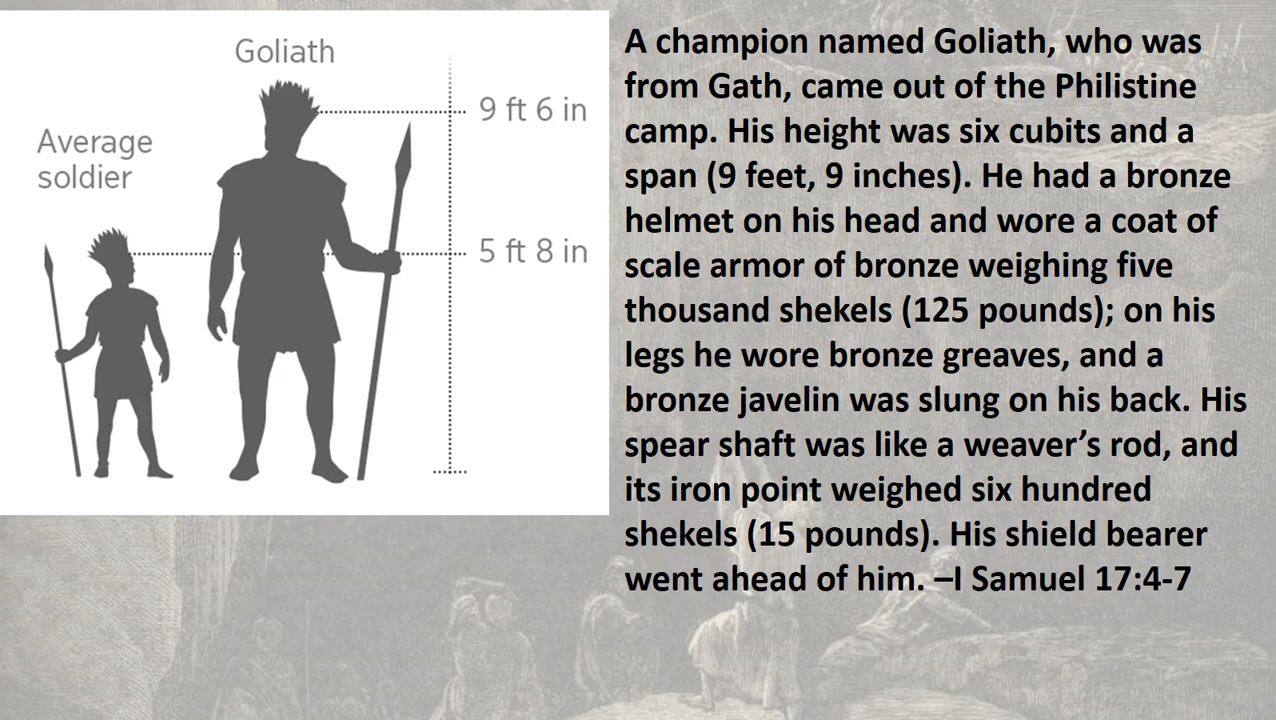 Goliath
9 ft 6 in
Average
soldier
5 ft 8 in
A champion named Goliath, who was
from Gath, came out of the Philistine
camp. His height was six cubits and a
span (9 feet, 9 inches). He had a bronze
helmet on his head and wore a coat of
scale armor of bronze weighing five
thousand shekels (125 pounds); on his
legs he wore bronze greaves, and a
bronze javelin was slung on his back. His
spear shaft was like a weaver’s rod, and
its iron point weighed six hundred
shekels (15 pounds). His shield bearer
went ahead of him. –I Samuel 17:4-7